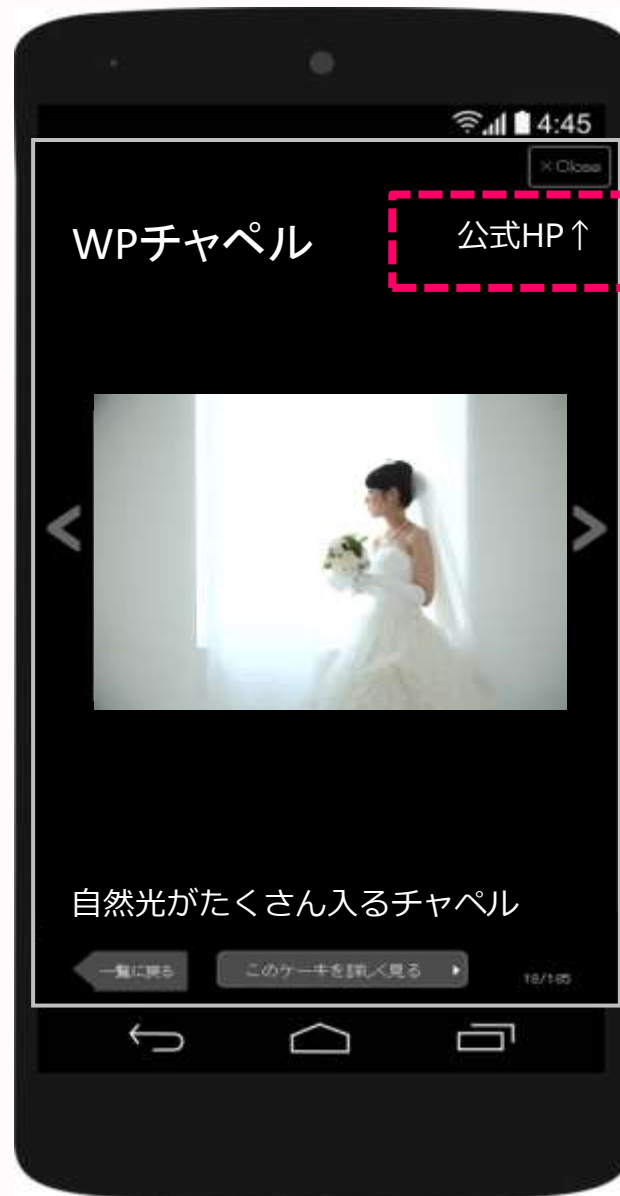 4:45
×Close
WPチャペル
公式HP↑
自然光がたくさん入るチャペル
一覧に戻る
このケーキを詳しく見る
18/185